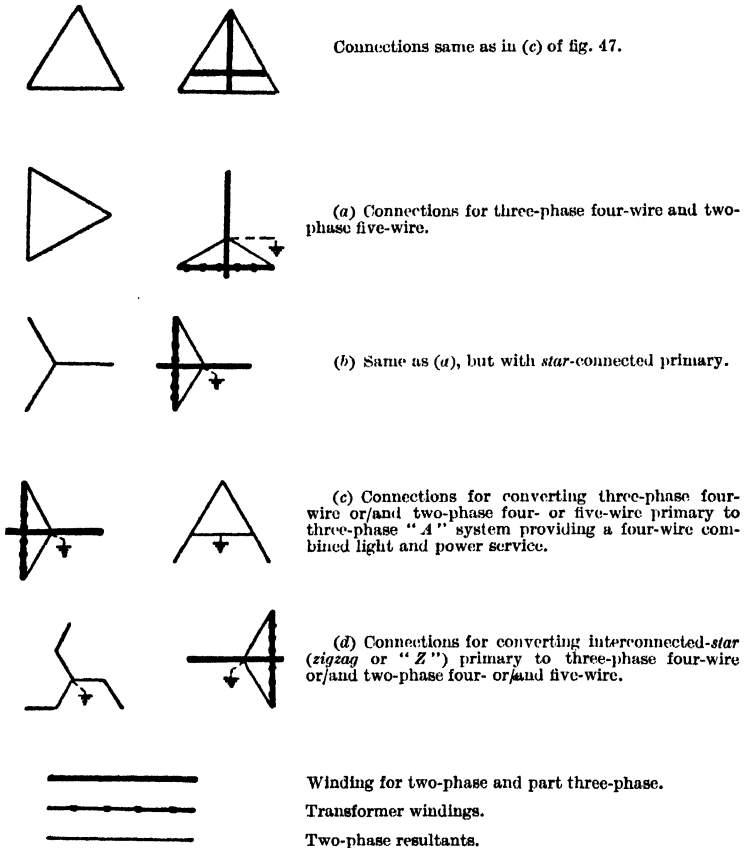 Connections same as in (c) of fig. 47.
(a) Connections for three-phase four-wire and two-
phase five-wire.
(b) Same as (a), but with star-connected primary.
(c) Connections for converting three-phase four-
wire or/and two-phase four- or five-wire primary to
three-phase “A” system providing a four-wire com-
bined light and power service.
(d) Connections for converting interconnected-star
(zigzag or “Z”) primary to three-phase four-wire
or/and two-phase four- or/and five-wire.
Winding for two-phase and part three-phase.
Transformer windings.
Two-phase resultants.